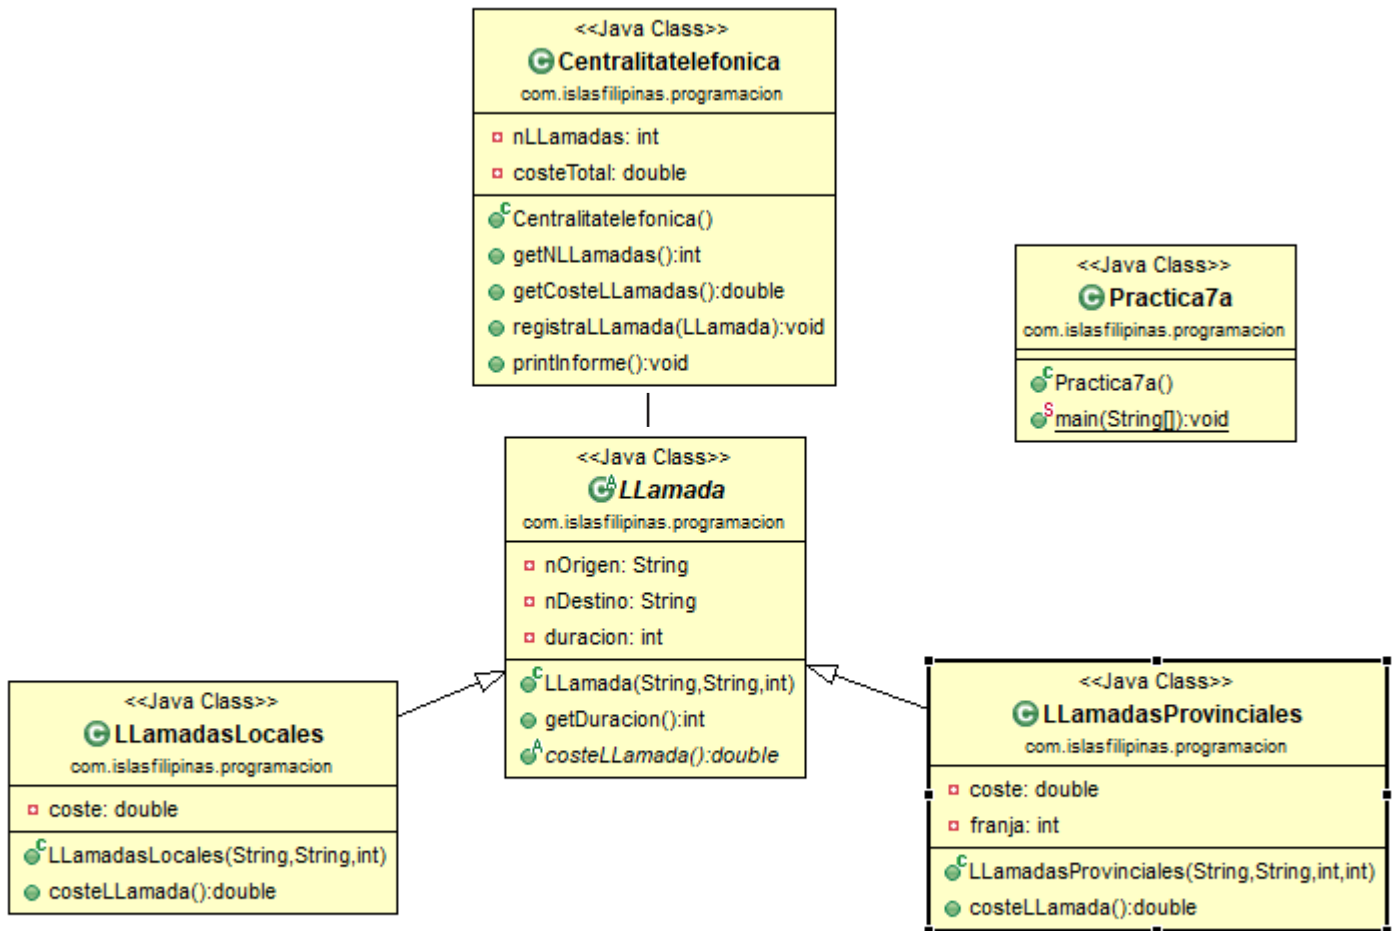 <<Java Class>>
Centralitatelefonica
com.islasfilipinas.programacion
nLLamadas: int
costeTotal: double
Centralitatelefonica()
getNLLamadas():int
getCosteLLamadas():double
registraLLamada(LLamada):void
printInforme():void
<<Java Class>>
Practica7a
com.islasfilipinas.programacion
Practica7a()
main(String[]):void
<<Java Class>>
LLamada
com.islasfilipinas.programacion
nOrigen: String
nDestino: String
duracion: int
LLamada(String,String,int)
getDuracion():int
costeLLamada():double
<<Java Class>>
LLamadasLocales
com.islasfilipinas.programacion
coste: double
LLamadasLocales(String,String,int)
costeLLamada():double
<<Java Class>>
LLamadasProvinciales
com.islasfilipinas.programacion
coste: double
franja: int
LLamadasProvinciales(String,String,int,int)
costeLLamada():double